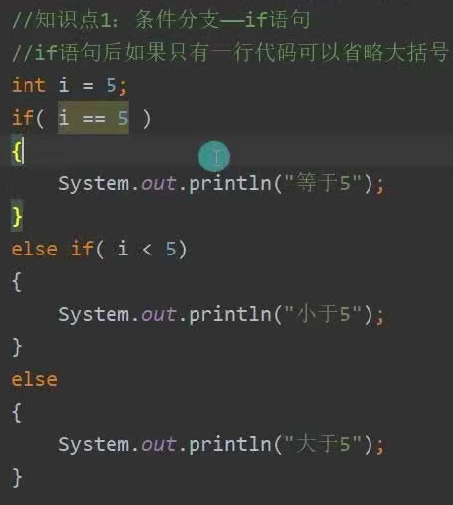 //知识点1：条件分支——if语句
//if语句后如果只有一行代码可以省略大括号
int i = 5;
if( i == 5 )
{
    System.out.println("等于5");
}
else if( i < 5)
{
    System.out.println("小于5");
}
else
{
    System.out.println("大于5");
}